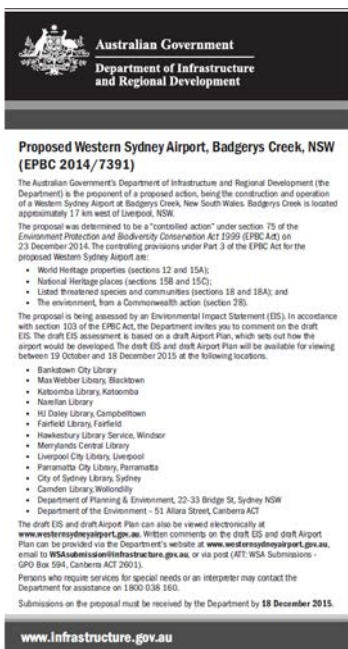 Australian Government
Department of Infrastructure
and Regional Development
Proposed Western Sydney Airport, Badgerys Creek, NSW
(EPBC 2014/7391)
The Australian Government's Department of Infrastructure and Regional Development (the
Department) is the proponent of a proposed action, being the construction and operation
of a Western Sydney Airport at Badgerys Creek, New South Wales. Badgerys Creek is located
approximately 17 km west of Liverpool, NSW.
The proposal was determined to be a "controlled action" under section 75 of the
Environment Protection and Biodiversity Conservation Act 1999 (EPBC Act) on
23 December 2014. The controlling provisions under Part 3 of the EPBC Act for the
proposed Western Sydney Airport are:
• World Heritage properties (sections 12 and 15A);
• National Heritage places (sections 15B and 15C);
• Listed threatened species and communities (sections 18 and 18A); and
• The environment, from a Commonwealth action (section 28).
The proposal is being assessed by an Environmental Impact Statement (EIS). In accordance
with section 103 of the EPBC Act, the Department invites you to comment on the draft
EIS. The draft EIS assessment is based on a draft Airport Plan, which sets out how the
airport would be developed. The draft EIS and draft Airport Plan will be available for viewing
between 19 October and 18 December 2015 at the following locations.
• Bankstown City Library
• Max Webber Library, Blacktown
• Katoomba Library, Katoomba
• Narellan Library
• HJ Daley Library, Campbelltown
• Fairfield Library, Fairfield
• Hawkesbury Library Service, Windsor
• Merrylands Central Library
• Liverpool City Library, Liverpool
• Parramatta City Library, Parramatta
• City of Sydney Library, Sydney
• Camden Library, Wollondilly
• Department of Planning & Environment, 22-33 Bridge St, Sydney NSW
• Department of the Environment – 51 Allara Street, Canberra ACT
The draft EIS and draft Airport Plan can also be viewed electronically at
www.westernsydneyairport.gov.au. Written comments on the draft EIS and draft Airport
Plan can be provided via the Department's website at www.westernsydneyairport.gov.au,
email to WSAsubmission@infrastructure.gov.au, or via post (ATT: WSA Submissions -
GPO Box 594, Canberra ACT 2601).
Persons who require services for special needs or an interpreter may contact the
Department for assistance on 1800 038 160.
Submissions on the proposal must be received by the Department by 18 December 2015.
www.infrastructure.gov.au